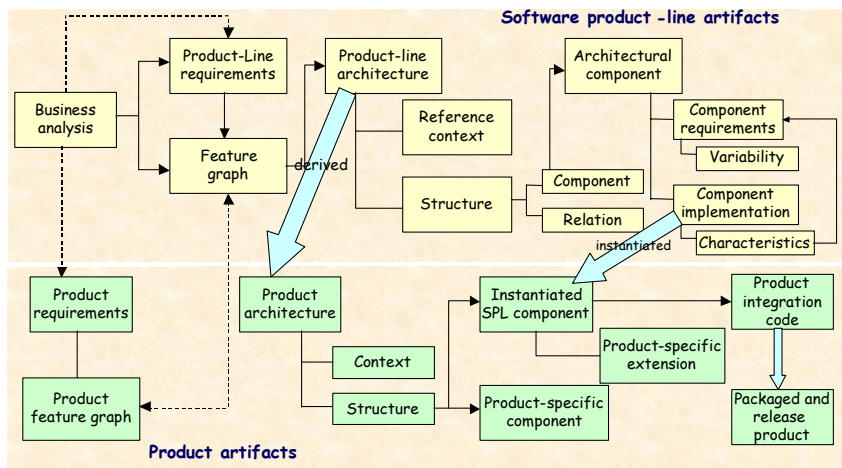 Software product -line artifacts
Product-Line
requirements
Product-line
architecture
Architectural
component
Business
analysis
Reference
context
Component
requirements
Feature
graph
derived
Variability
Structure
Component
Relation
Component
implementation
instantiated
Characteristics
Product
requirements
Product
architecture
Instantiated
SPL component
Product
integration
code
Context
Product-specific
extension
Product
feature graph
Structure
Product-specific
component
Packaged and
release
product
Product artifacts